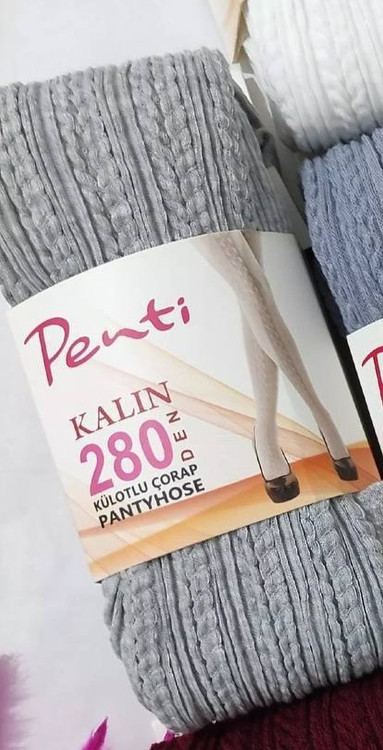 Penti
KALIN
280 DEN
KÜLOTLU ÇORAP
PANTYHOSE